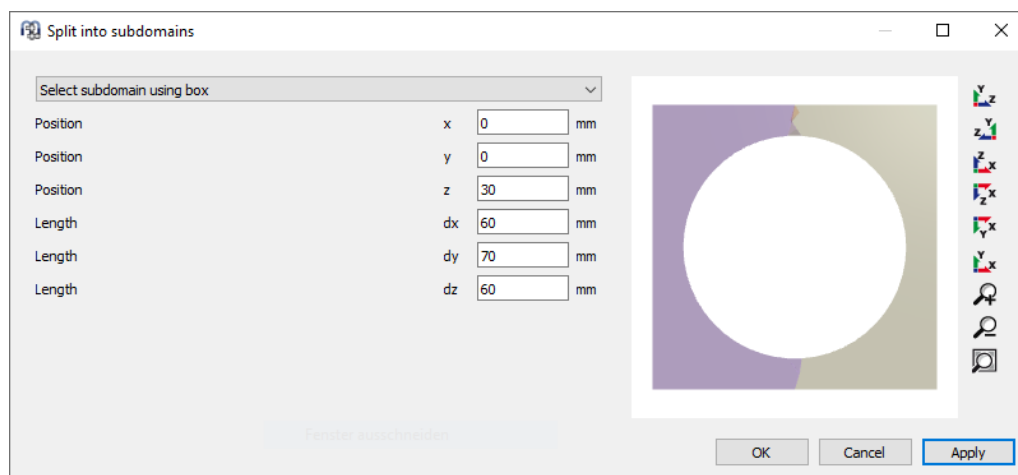 Split into subdomains
Select subdomain using box
Position x 0 mm
Position y 0 mm
Position z 30 mm
Length dx 60 mm
Length dy 70 mm
Length dz 60 mm
Y z
z Y
z x
z x
Y x
Y x
Fenster ausschneiden
OK Cancel Apply